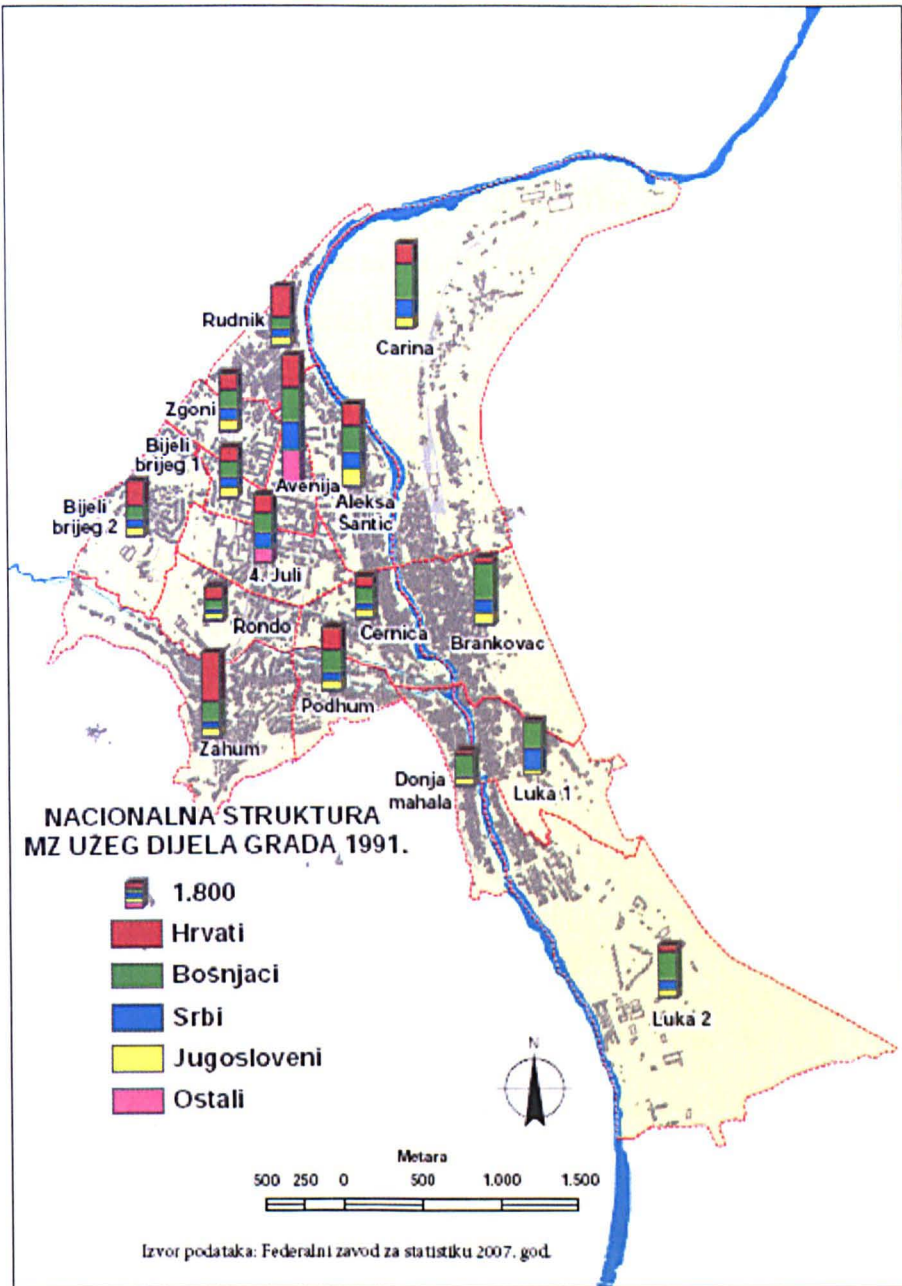 Rudnik
Carina
Zgoni
Bijeli
brijeg 1
Avenija
Aleksa
Santic
Bijeli
brijeg 2
4. Juli
Rondo
Cernica
Brankovac
Podhum
Zahum
Donja
mahala
Luka 1
NACIONALNA STRUKTURA
MZ UŽEG DIJELA GRADA 1991.
1.800
Hrvati
Bošnjaci
Srbi
Jugosloveni
Ostali
Luka 2
N
Metara
500 250 0 500 1.000 1.500
Izvor podataka: Federalni zavod za statistiku 2007. god.